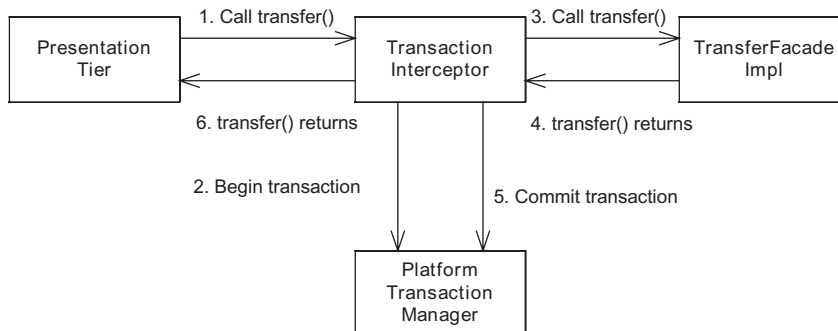 1. Call transfer()
3. Call transfer()
Presentation
Tier
Transaction
Interceptor
TransferFacade
Impl
6. transfer() returns
4. transfer() returns
2. Begin transaction
5. Commit transaction
Platform
Transaction
Manager